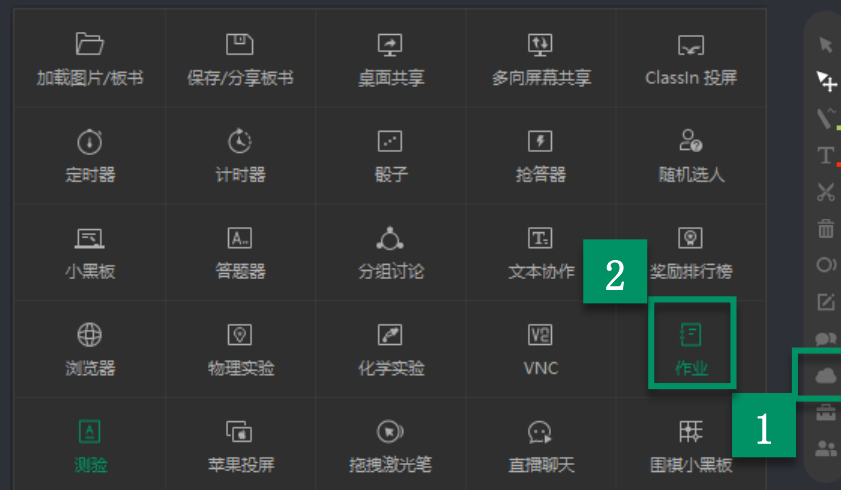 加载图片/板书 保存/分享板书 桌面共享 多向屏幕共享 ClassIn 投屏
定时器 计时器 骰子 抢答器 随机选人
T
A.. T
小黑板 答题器 分组讨论 文本协作 2 奖励排行榜
V2
浏览器 物理实验 化学实验 VNC 作业
A
1
测验 苹果投屏 拖拽激光笔 直播聊天 围棋小黑板